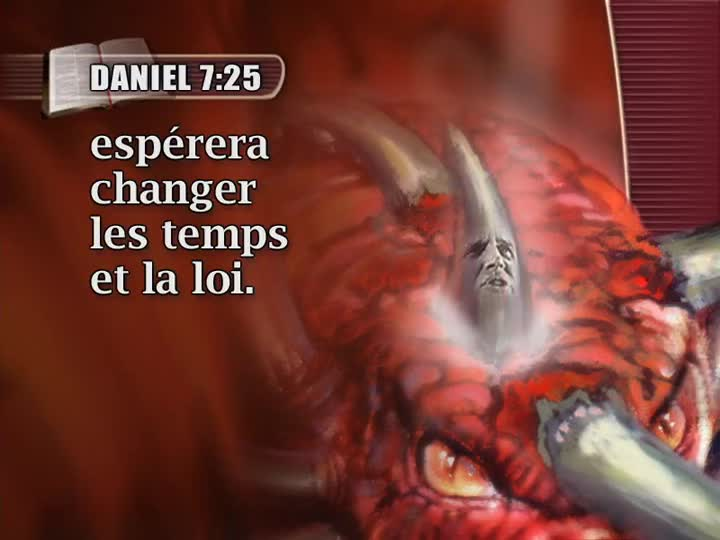 DANIEL 7:25
espérera
changer
les temps
et la loi.